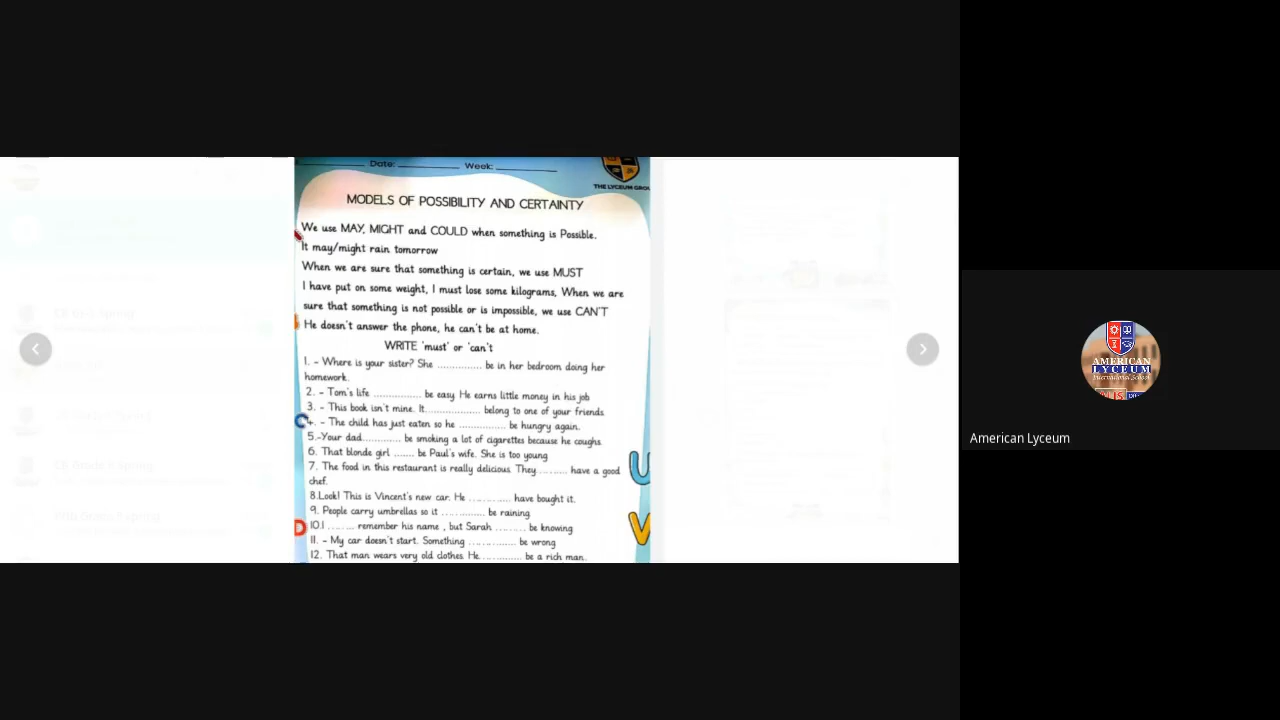 Date: ____________ Week: ____________
THE LYCEUM GROU
MODELS OF POSSIBILITY AND CERTAINTY
We use MAY, MIGHT and COULD when something is Possible.
It may/might rain tomorrow
When we are sure that something is certain, we use MUST
I have put on some weight, I must lose some kilograms, When we are
sure that something is not possible or is impossible, we use CAN'T
He doesn't answer the phone, he can't be at home.
WRITE 'must' or 'can't
1. - Where is your sister? She ............... be in her bedroom doing her
homework.
2. - Tom's life ................ be easy. He earns little money in his job
3. - This book isn't mine. It................... belong to one of your friends
4. - The child has just eaten so he ............... be hungry again.
5.-Your dad............. be smoking a lot of cigarettes because he coughs.
6. That blonde girl ....... be Paul's wife. She is too young
7. The food in this restaurant is really delicious. They.......... have a good
chef.
8.Look! This is Vincent's new car. He ............. have bought it.
9. People carry umbrellas so it .............. be raining
10.I ........ remember his name , but Sarah ......... be knowing
11. - My car doesn't start. Something ................ be wrong
12. That man wears very old clothes. He.............. be a rich man.
C
D
U
V
CE Grade 6 Spring
AMERICAN
LYCEUM
International School
American Lyceum